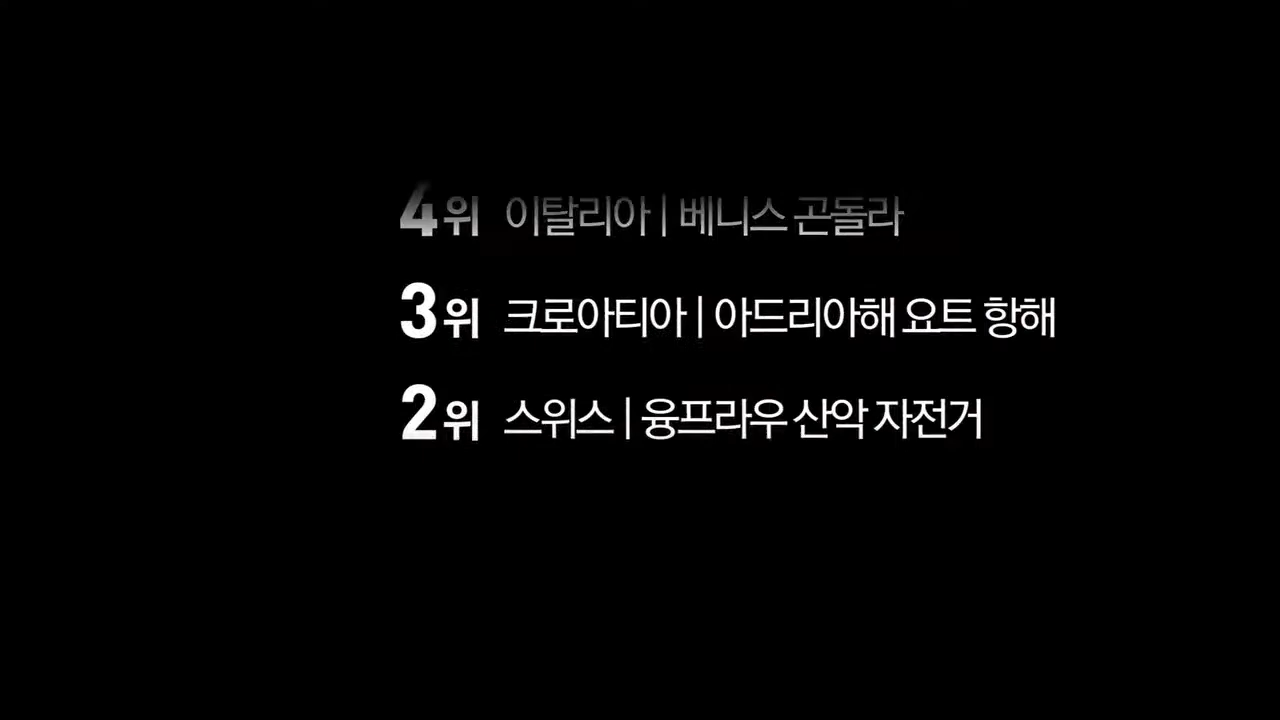 4위 이탈리아 | 베니스 곤돌라
3위 크로아티아 | 아드리아해 요트 항해
2위 스위스 | 융프라우 산악 자전거